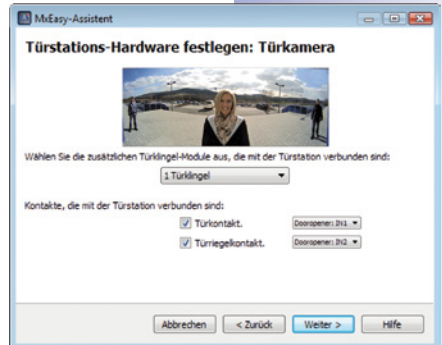 MxEasy-Assistent
Türstations-Hardware festlegen: Türkamera
Wählen Sie die zusätzlichen Türklingel-Module aus, die mit der Türstation verbunden sind:
1 Türklingel
Kontakte, die mit der Türstation verbunden sind:
Türkontakt. Dooropener: IN1
Türriegelkontakt. Dooropener: IN2
Abbrechen < Zurück Weiter > Hilfe